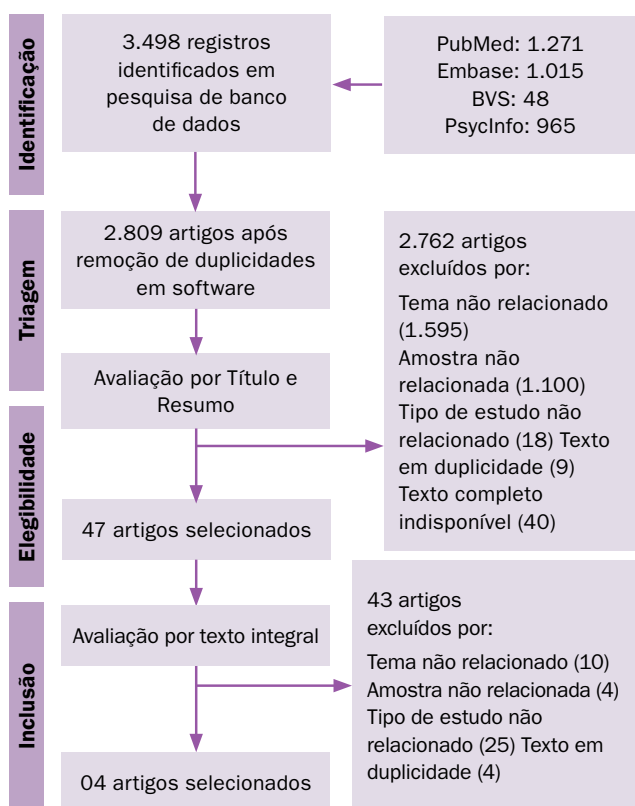 Identificação
3.498 registros
identificados em
pesquisa de banco
de dados
PubMed: 1.271
Embase: 1.015
BVS: 48
PsycInfo: 965
Triagem
2.809 artigos após
remoção de duplicidades
em software
Avaliação por Título e
Resumo
2.762 artigos
excluídos por:
Tema não relacionado
(1.595)
Amostra não
relacionada (1.100)
Tipo de estudo não
relacionado (18) Texto
em duplicidade (9)
Texto completo
indisponível (40)
Elegibilidade
47 artigos selecionados
Inclusão
Avaliação por texto integral
43 artigos
excluídos por:
Tema não relacionado (10)
Amostra não relacionada (4)
Tipo de estudo não
relacionado (25) Texto em
duplicidade (4)
04 artigos selecionados